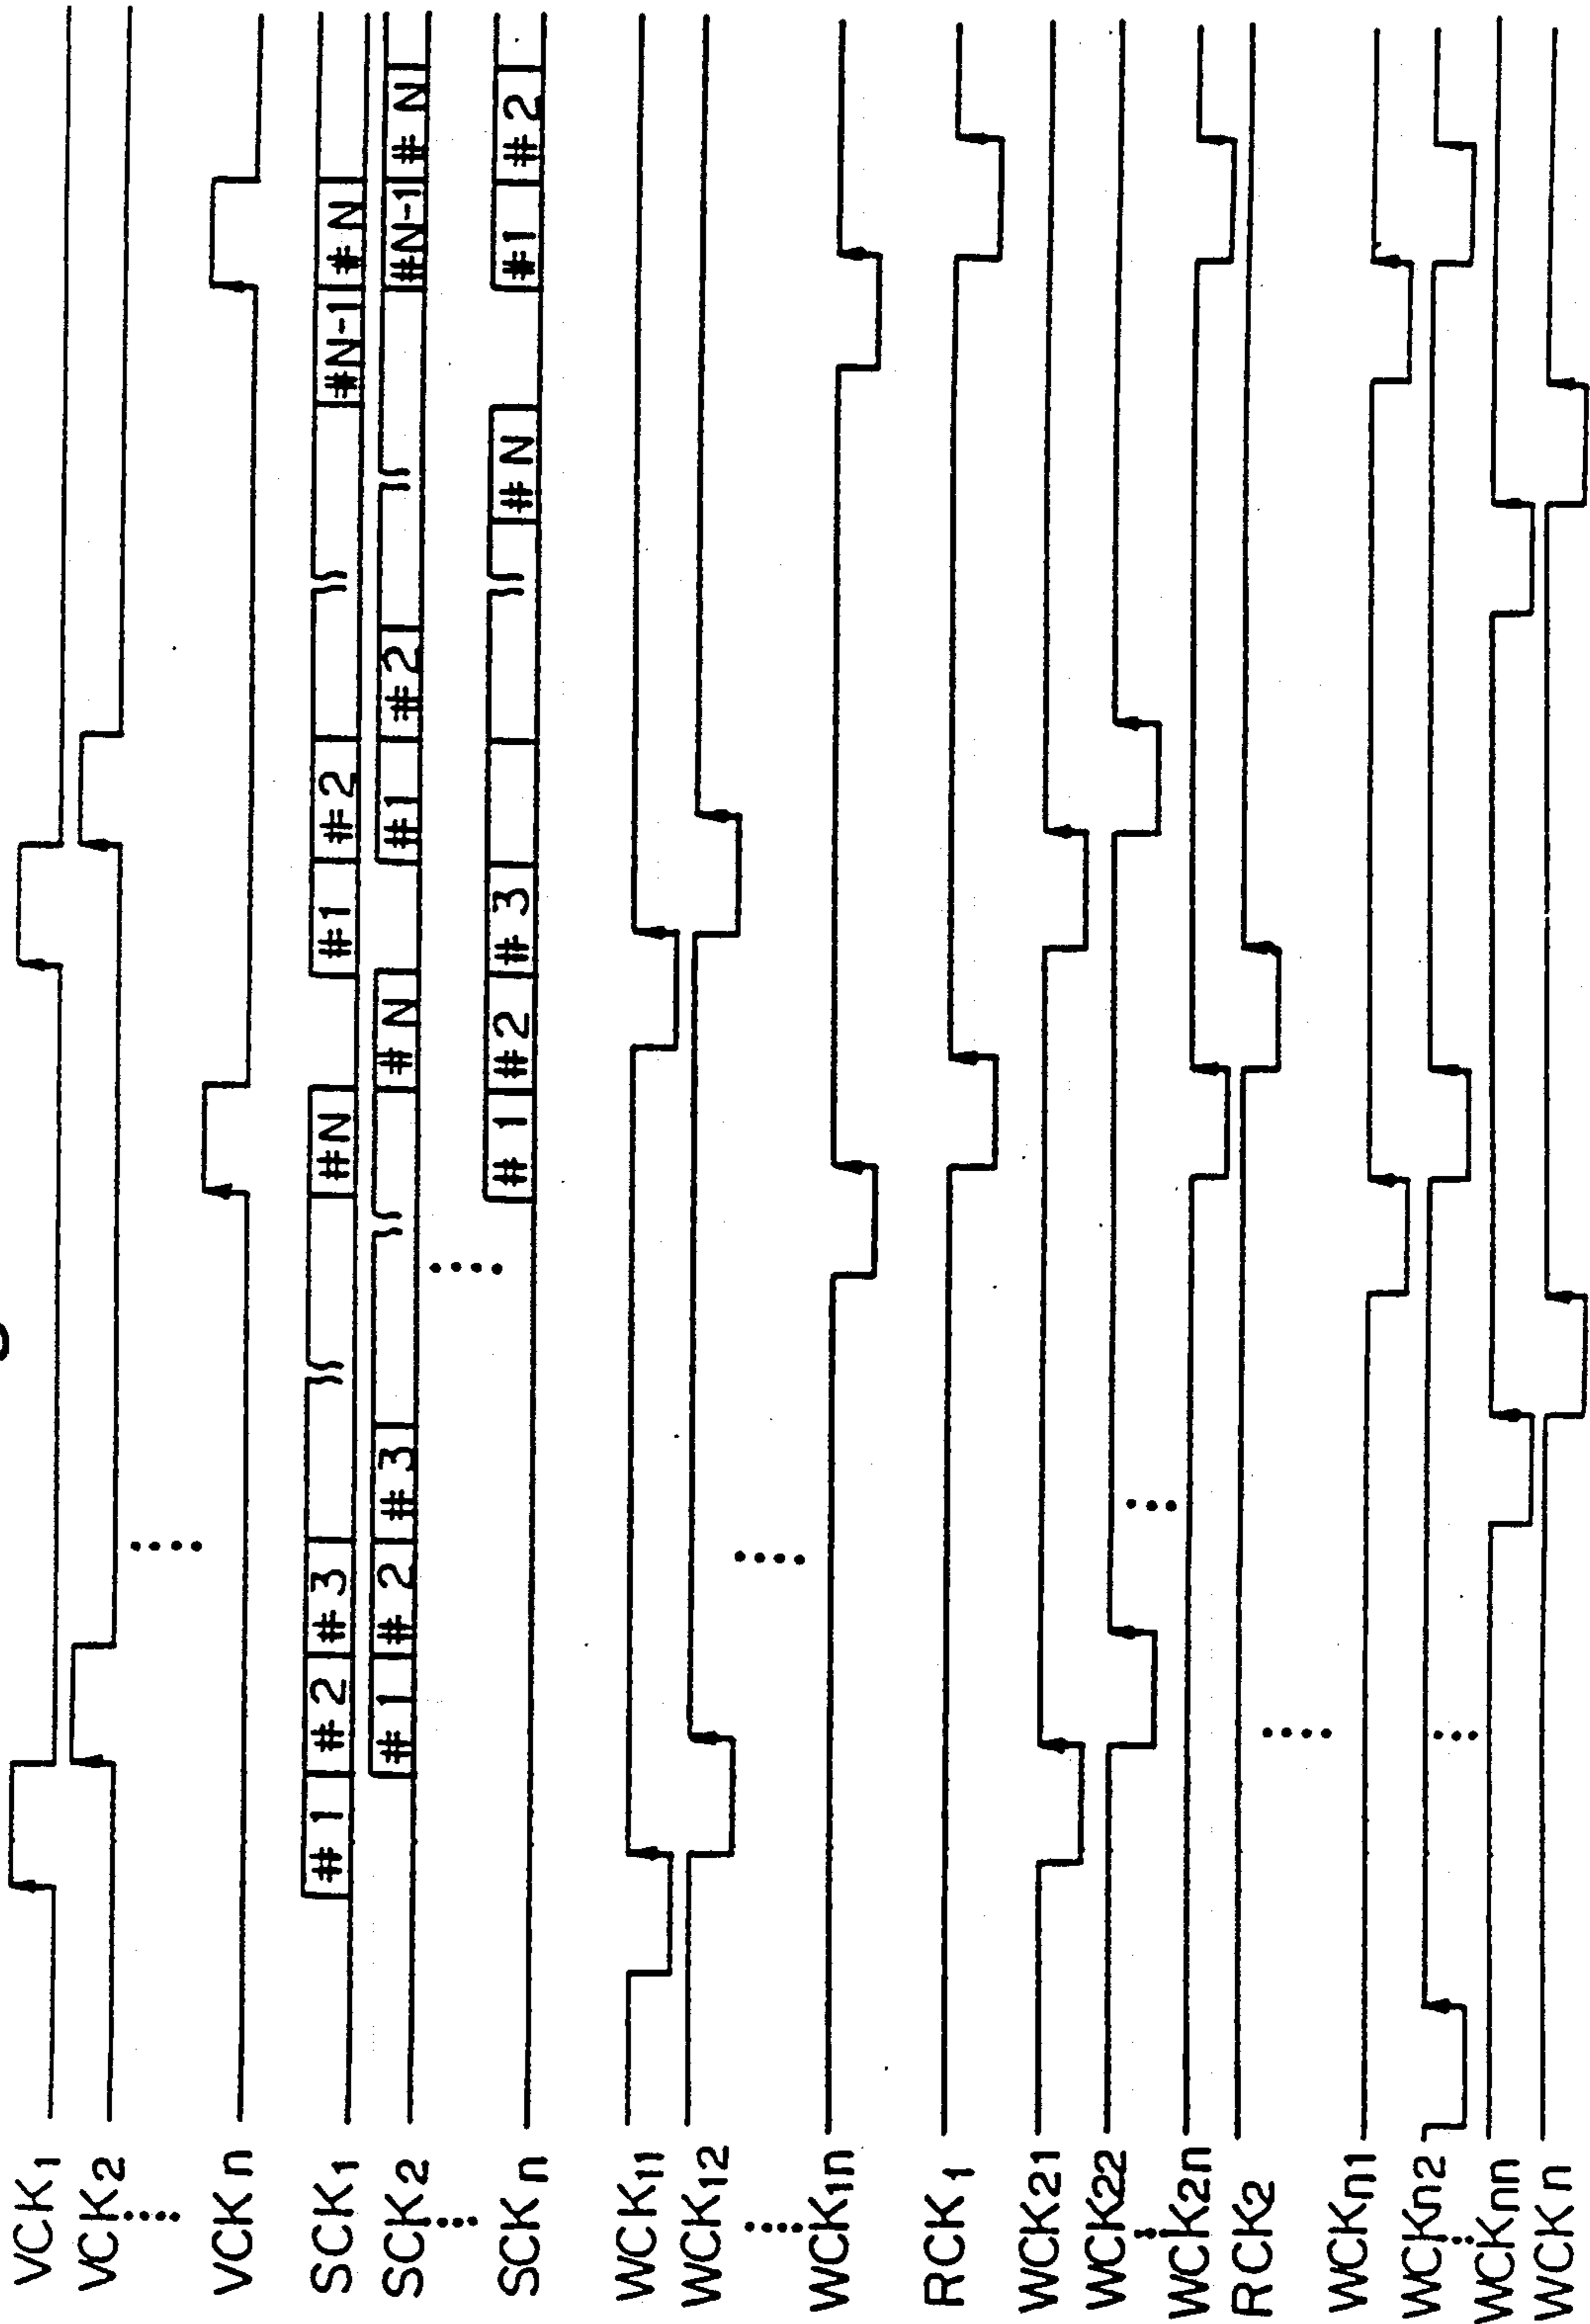 VCK1
VCK2
VCKn
SCK1 #1 #2 #3 #N #1 #2 #N-1 #N
SCK2 #1 #2 #3 #N #1 #2 #N-1 #N
SCKn #1 #2 #3 #N #1 #2
WCK11
WCK12
WCK1n
RCK1
WCK21
WCK22
WCK2n
RCK2
WCKn1
WCKn2
WCKnn
WCKn